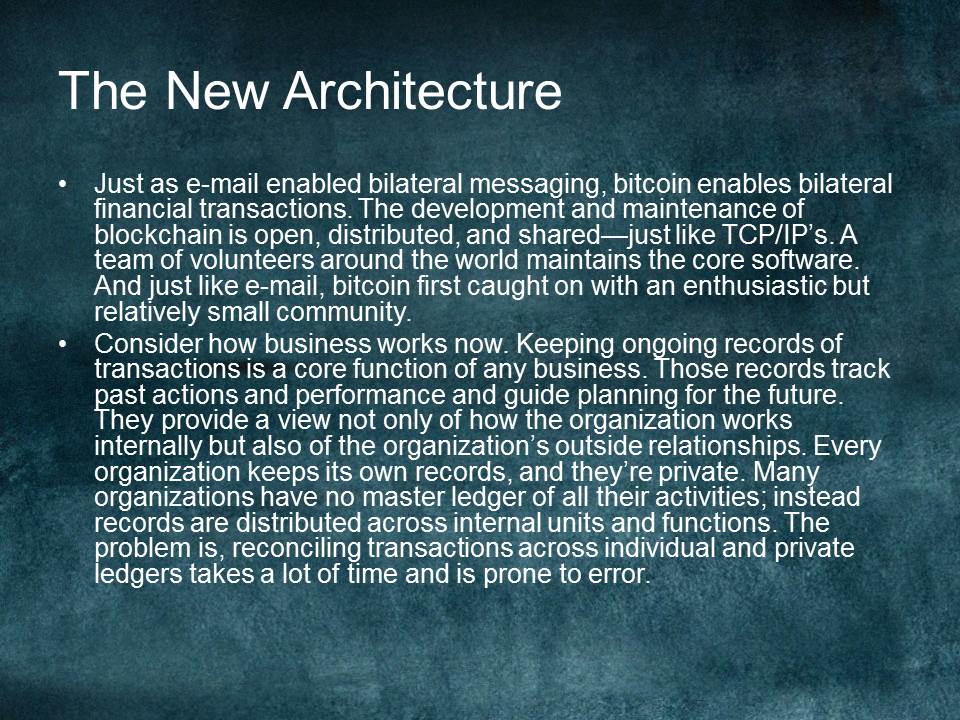 The New Architecture
• Just as e-mail enabled bilateral messaging, bitcoin enables bilateral
financial transactions. The development and maintenance of
blockchain is open, distributed, and shared—just like TCP/IP’s. A
team of volunteers around the world maintains the core software.
And just like e-mail, bitcoin first caught on with an enthusiastic but
relatively small community.
• Consider how business works now. Keeping ongoing records of
transactions is a core function of any business. Those records track
past actions and performance and guide planning for the future.
They provide a view not only of how the organization works
internally but also of the organization’s outside relationships. Every
organization keeps its own records, and they’re private. Many
organizations have no master ledger of all their activities; instead
records are distributed across internal units and functions. The
problem is, reconciling transactions across individual and private
ledgers takes a lot of time and is prone to error.